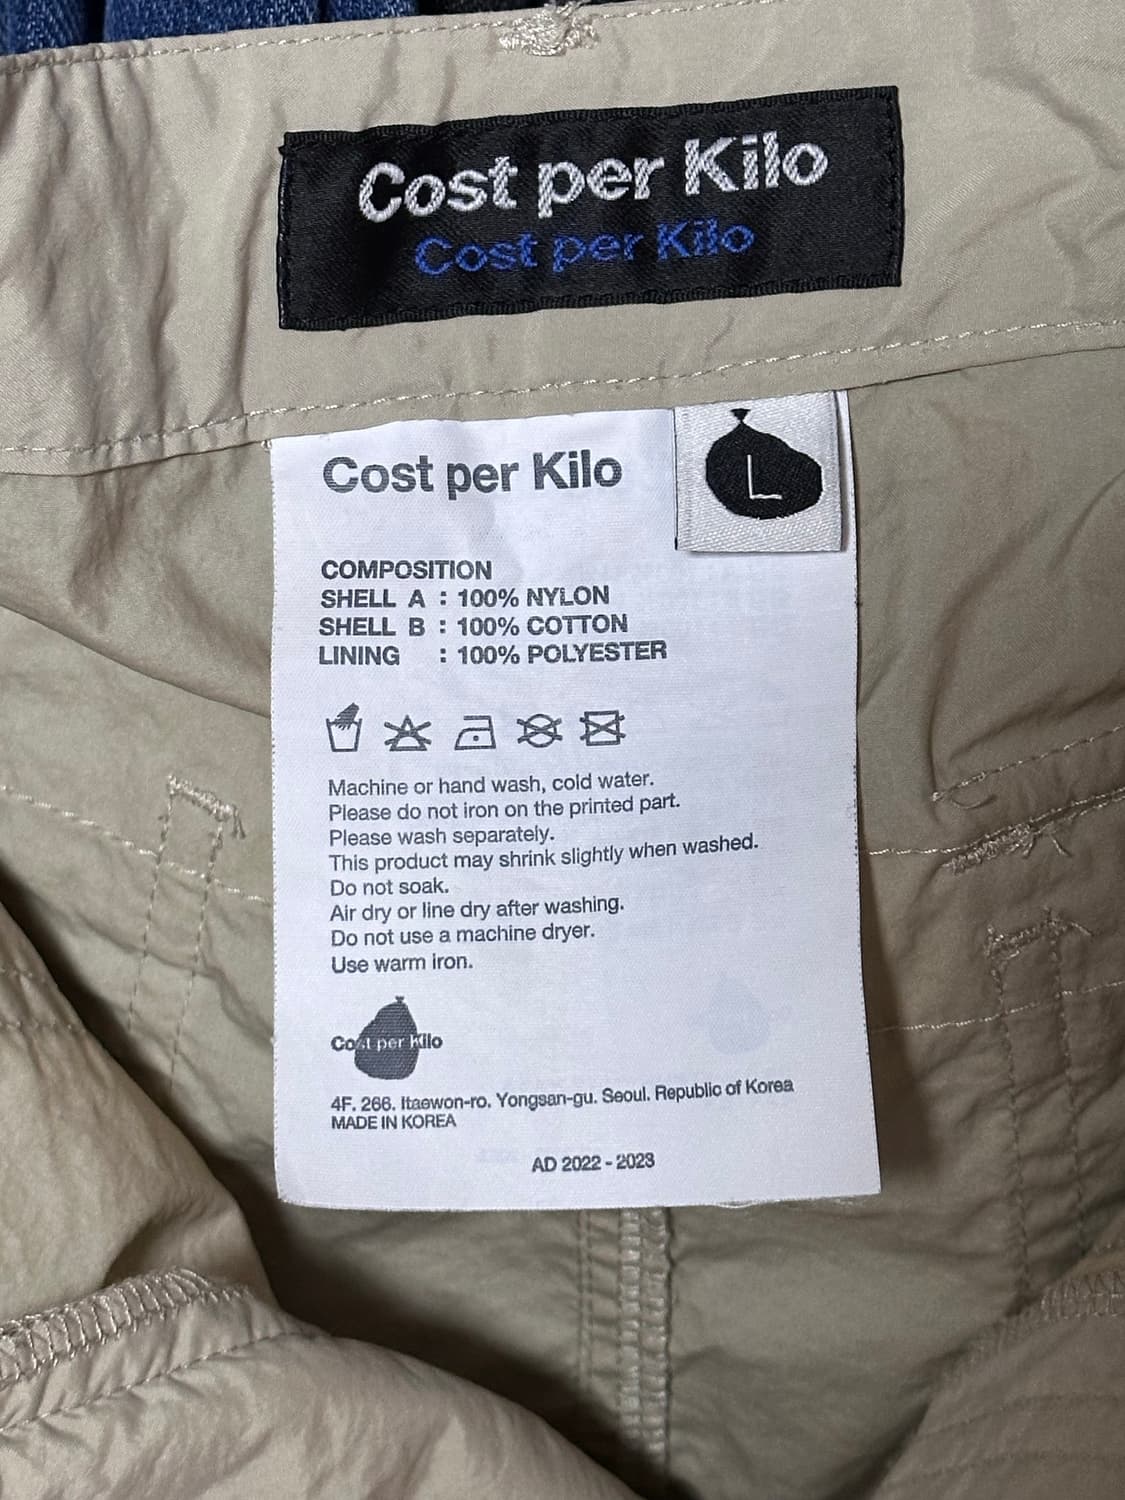 Cost per Kilo
Cost per Kilo
Cost per Kilo
L
COMPOSITION
SHELL A : 100% NYLON
SHELL B : 100% COTTON
LINING : 100% POLYESTER
Machine or hand wash, cold water.
Please do not iron on the printed part.
Please wash separately.
This product may shrink slightly when washed.
Do not soak.
Air dry or line dry after washing.
Do not use a machine dryer.
Use warm iron.
Cost per Kilo
4F. 266. Itaewon-ro. Yongsan-gu. Seoul. Republic of Korea
MADE IN KOREA
AD 2022 - 2023